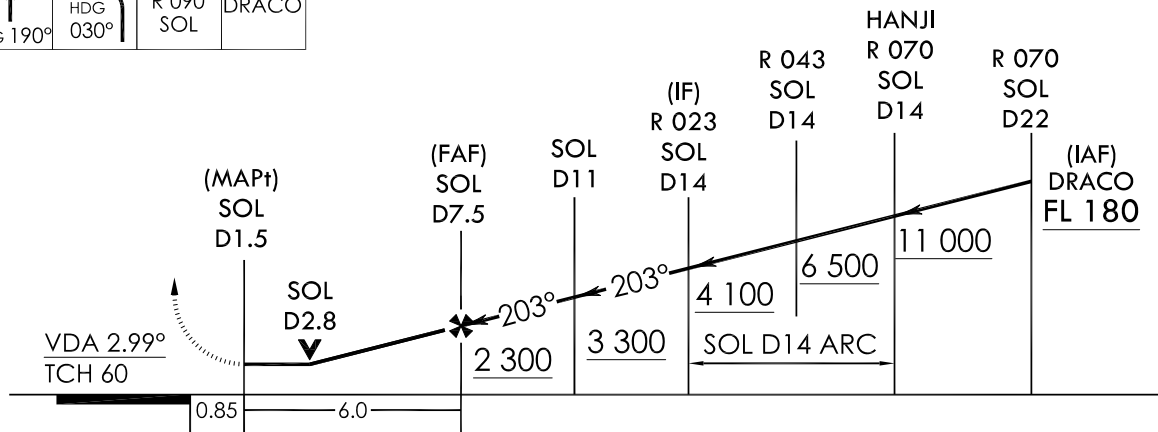 190°
HDG
030°
R 090
SOL
DRACO
HANJI
R 070
SOL
D14
R 043
SOL
D14
R 070
SOL
D22
(IF)
R 023
SOL
D14
(IAF)
DRACO
FL 180
SOL
D11
(FAF)
SOL
D7.5
(MAPt)
SOL
D1.5
SOL
D2.8
11 000
6 500
4 100
203°
203°
3 300
2 300
SOL D14 ARC
VDA 2.99°
TCH 60
0.85
6.0